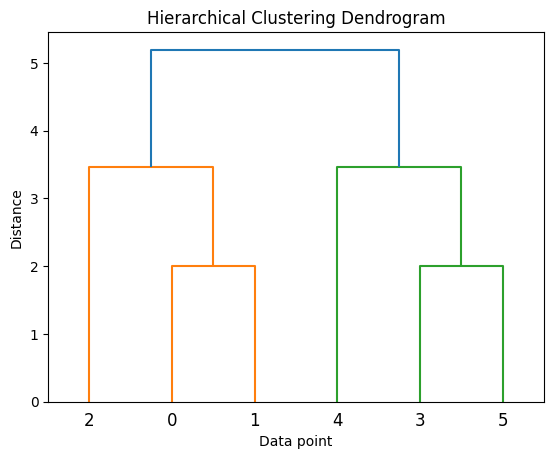 Hierarchical Clustering Dendrogram
5
4
3
2
1
0
Distance
2 0 1 4 3 5
Data point